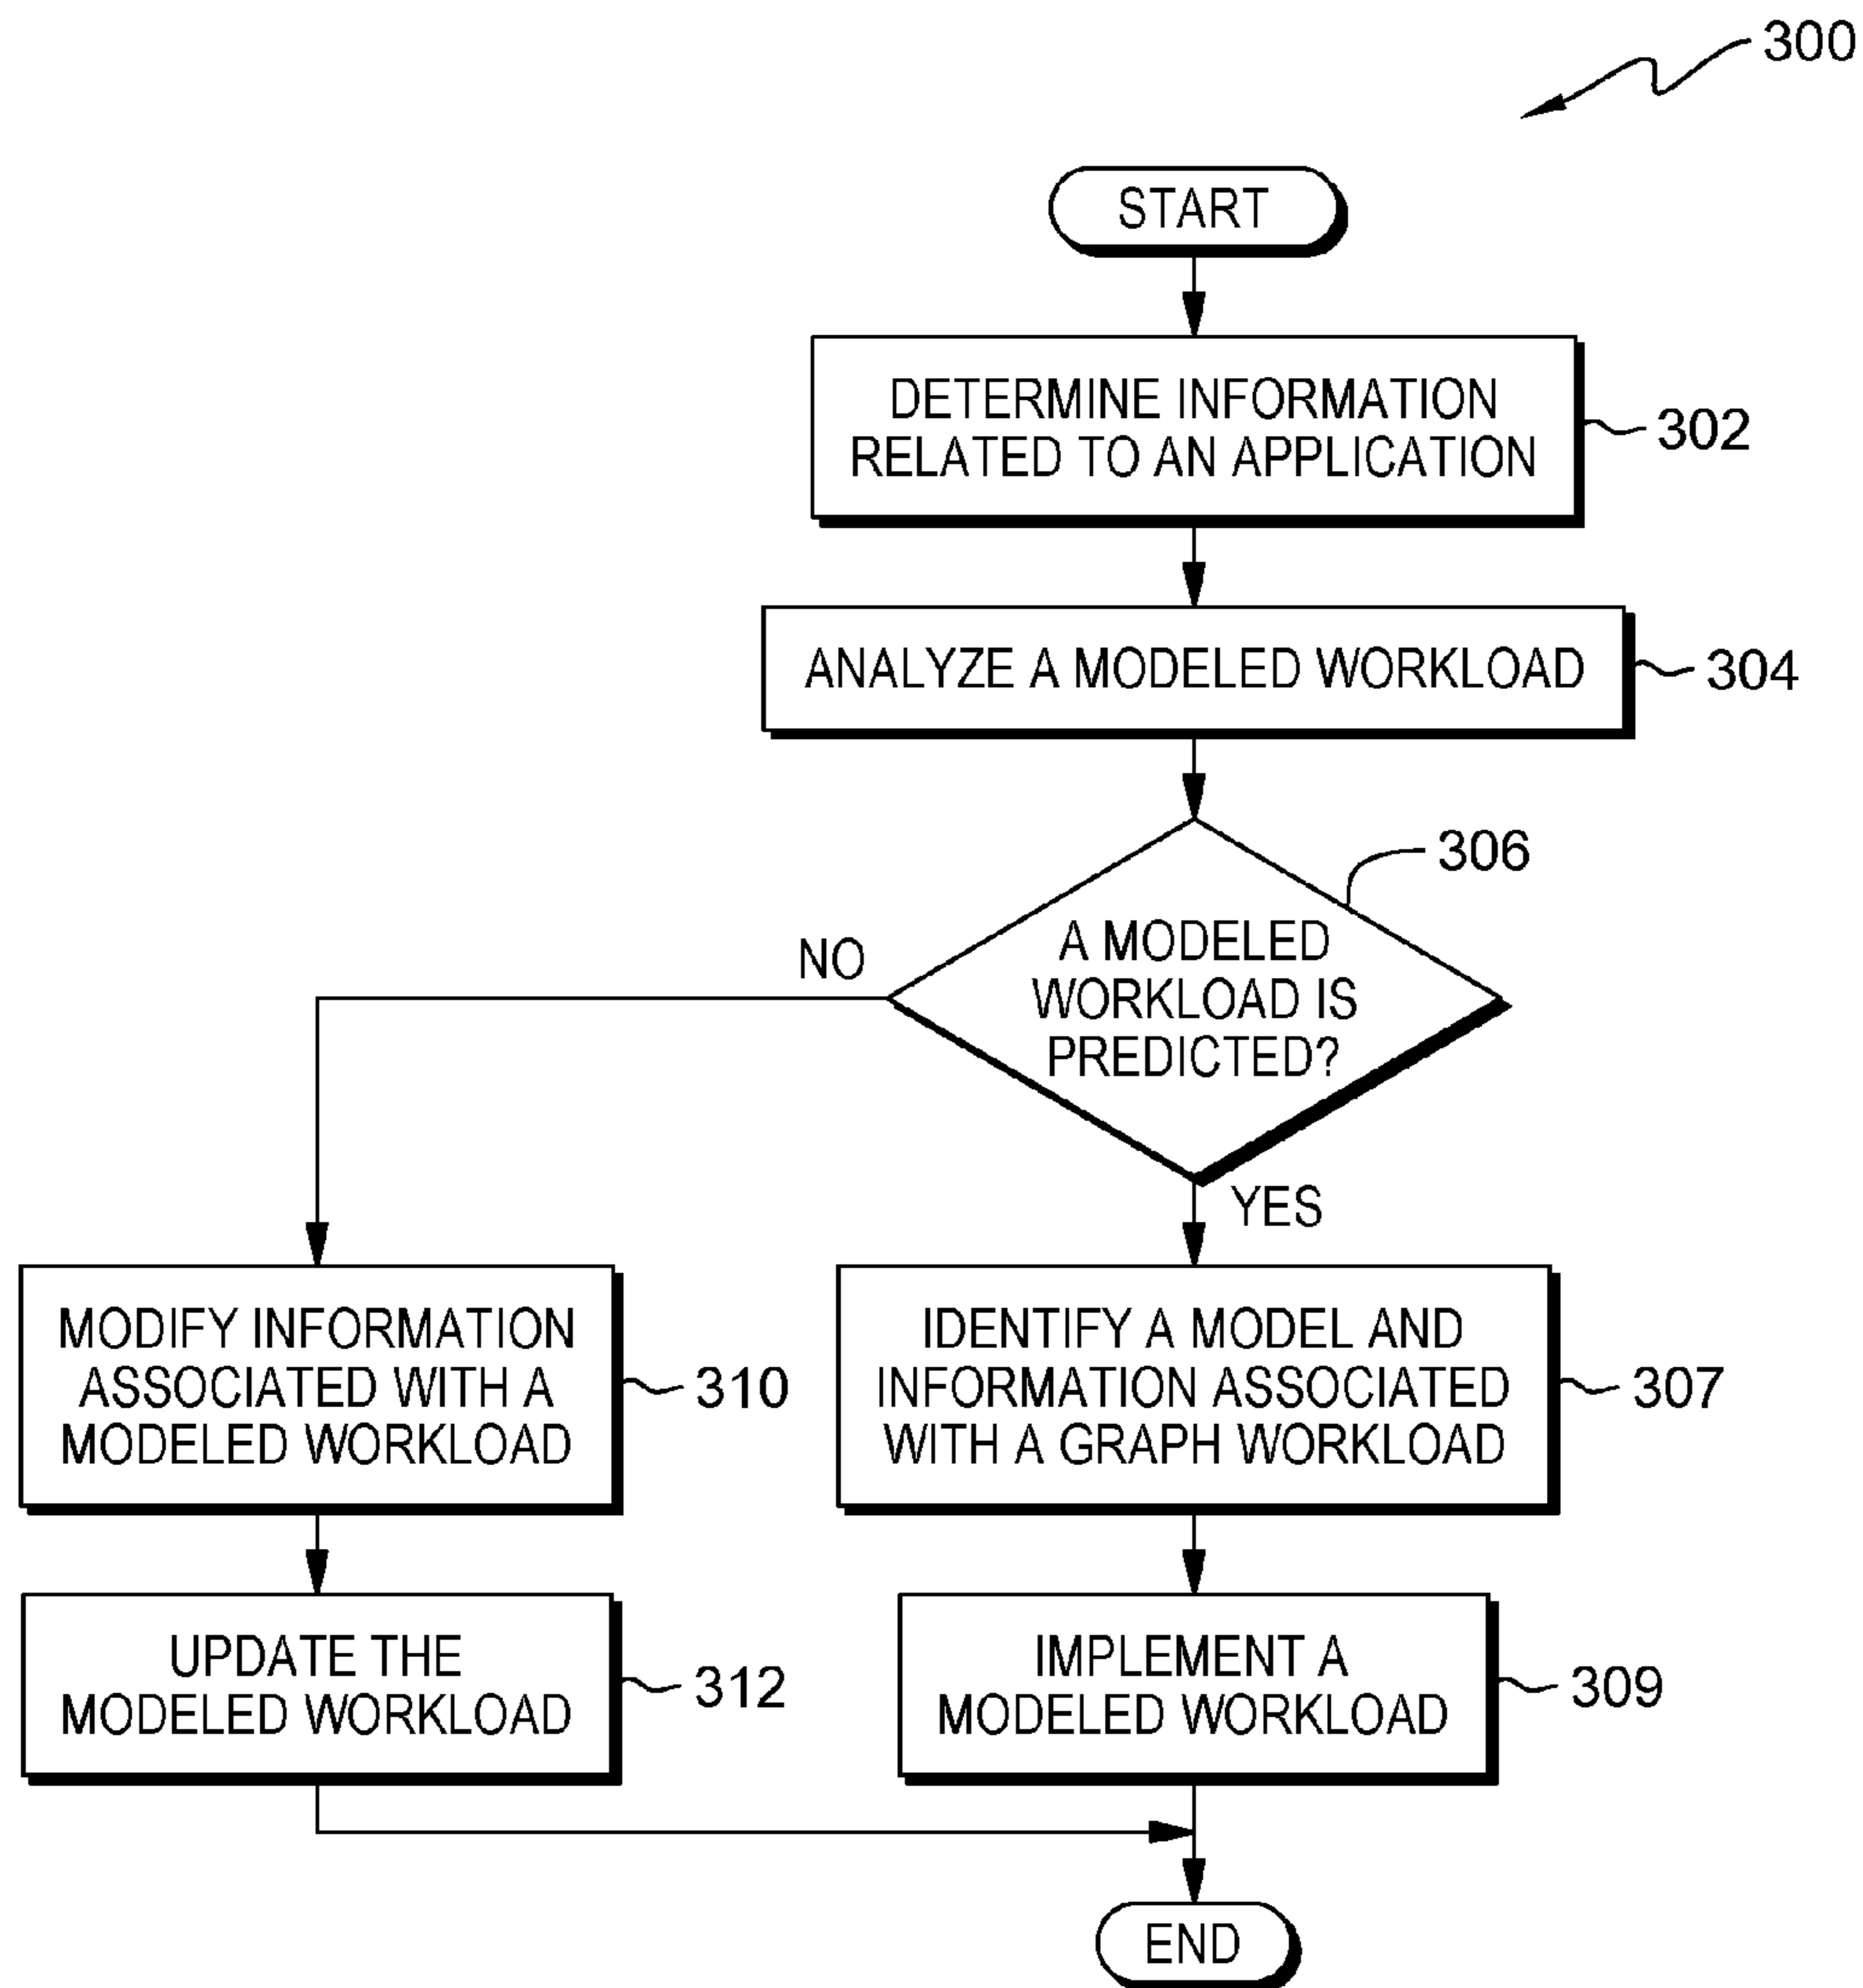 300
START
DETERMINE INFORMATION
RELATED TO AN APPLICATION
302
ANALYZE A MODELED WORKLOAD
304
306
A MODELED
WORKLOAD IS
PREDICTED?
NO
YES
MODIFY INFORMATION
ASSOCIATED WITH A
MODELED WORKLOAD
310
IDENTIFY A MODEL AND
INFORMATION ASSOCIATED
WITH A GRAPH WORKLOAD
307
UPDATE THE
MODELED WORKLOAD
312
IMPLEMENT A
MODELED WORKLOAD
309
END